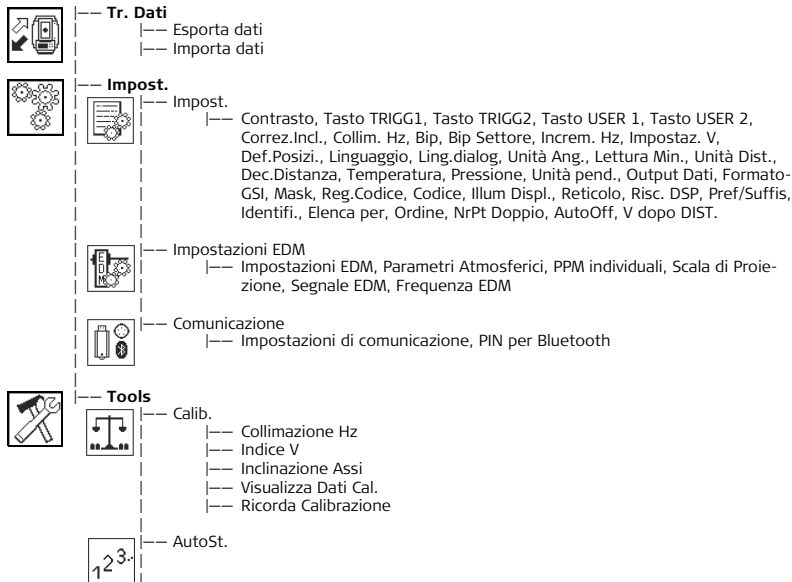 Tr. Dati
Esporta dati
Importa dati
Impost.
Impost.
Contrasto, Tasto TRIGG1, Tasto TRIGG2, Tasto USER 1, Tasto USER 2,
Correz.Incl., Collim. Hz, Bip, Bip Settore, Increm. Hz, Impostaz. V,
Def.Posizi., Linguaggio, Ling.dialog, Unità Ang., Lettura Min., Unità Dist.,
Dec.Distanza, Temperatura, Pressione, Unità pend., Output Dati, Formato-
GSI, Mask, Reg.Codice, Codice, Illum Displ., Reticolo, Risc. DSP, Pref/Suffis,
Identifi., Elenca per, Ordine, NrPt Doppio, AutoOff, V dopo DIST.
EDM
Impostazioni EDM
Impostazioni EDM, Parametri Atmosferici, PPM individuali, Scala di Proie-
zione, Segnale EDM, Frequenza EDM
Comunicazione
Impostazioni di comunicazione, PIN per Bluetooth
Tools
Calib.
Collimazione Hz
Indice V
Inclinazione Assi
Visualizza Dati Cal.
Ricorda Calibrazione
123..
AutoSt.